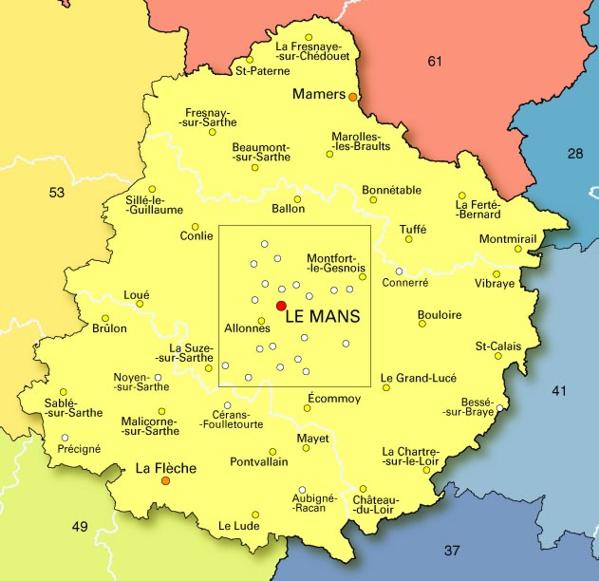 La Fresnaye-
-sur-Chédouet
St-Paterne
61
Mamers
Fresnay-
-sur-Sarthe
Marolles-
-les-Braults
Beaumont-
-sur-Sarthe
28
53
Sillé-le-
-Guillaume
Bonnétable
La Ferté-
-Bernard
Ballon
Conlie
Tuffé
Montmirail
Montfort-
-le-Gesnois
Connerré
Vibraye
Loué
Brûlon
LE MANS
Allonnes
Bouloire
La Suze-
-sur-Sarthe
St-Calais
Noyen-
-sur-Sarthe
Le Grand-Lucé
41
Sablé-
-sur-Sarthe
Écommoy
Bessé-
-sur-Braye
Malicorne-
-sur-Sarthe
Cérans-
-Foulletourte
Précigné
Mayet
La Chartre-
-sur-le-Loir
La Flèche
Pontvallain
Aubigné-
-Racan
Château-
-du-Loir
Le Lude
49
37